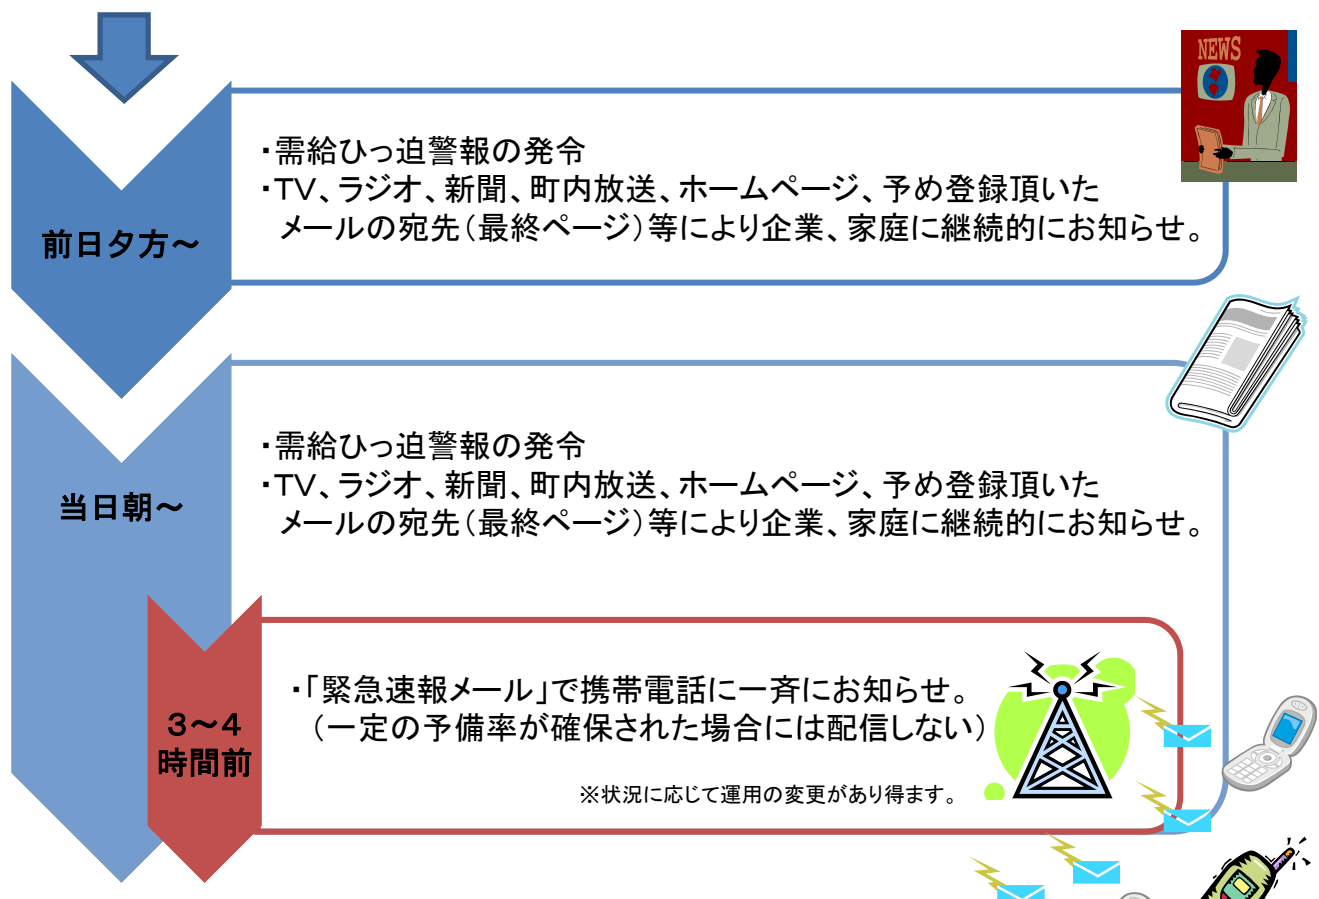 NEWS
・需給ひっ迫警報の発令
・TV、ラジオ、新聞、町内放送、ホームページ、予め登録頂いた
メールの宛先（最終ページ）等により企業、家庭に継続的にお知らせ。
前日夕方～
・需給ひっ迫警報の発令
・TV、ラジオ、新聞、町内放送、ホームページ、予め登録頂いた
メールの宛先（最終ページ）等により企業、家庭に継続的にお知らせ。
当日朝～
・「緊急速報メール」で携帯電話に一斉にお知らせ。
（一定の予備率が確保された場合には配信しない）
３～４
時間前
※状況に応じて運用の変更があり得ます。